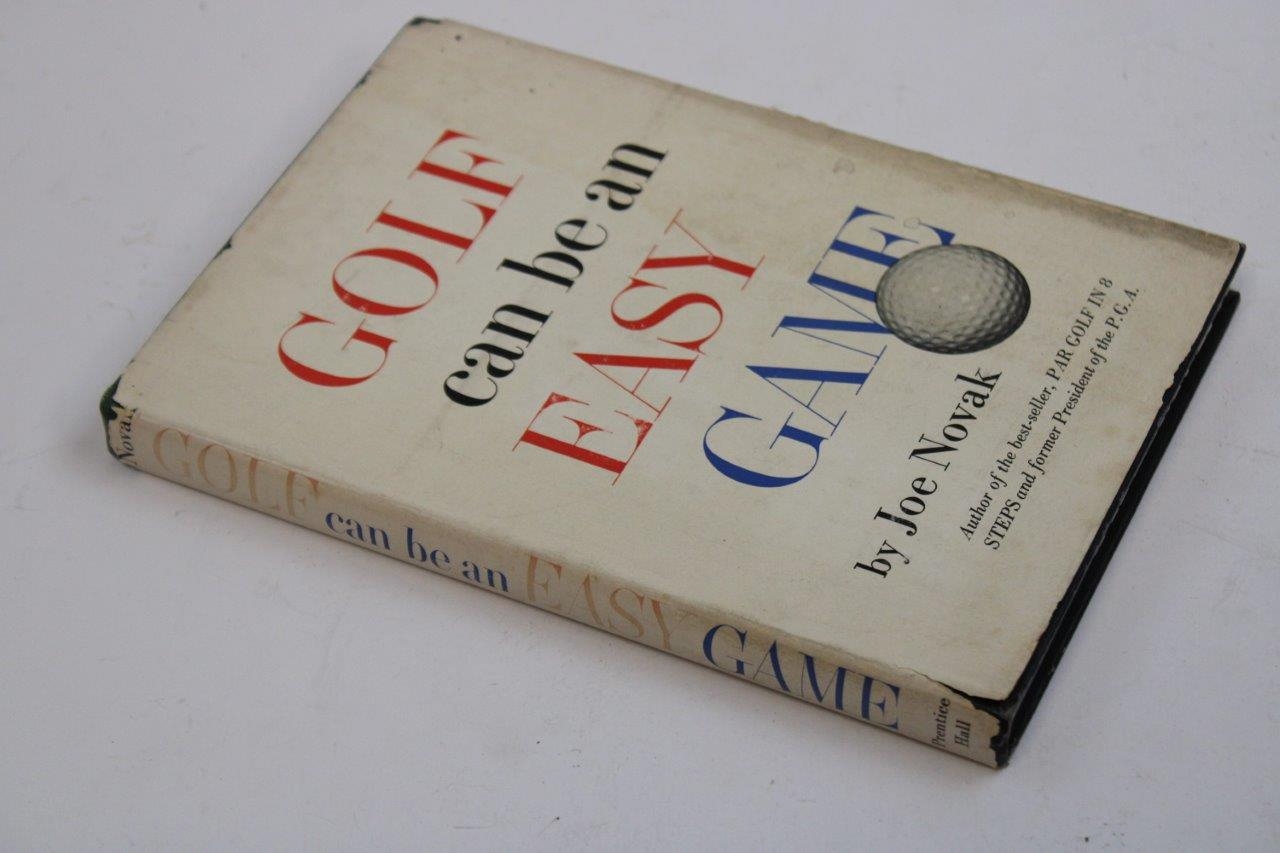 GOLF
can be an
EASY
GAME
by Joe Novak
Author of the best-seller, PAR GOLF IN 8
STEPS and former President of the P.G.A.
Novak
GOLF can be an EASY GAME
Prentice
Hall